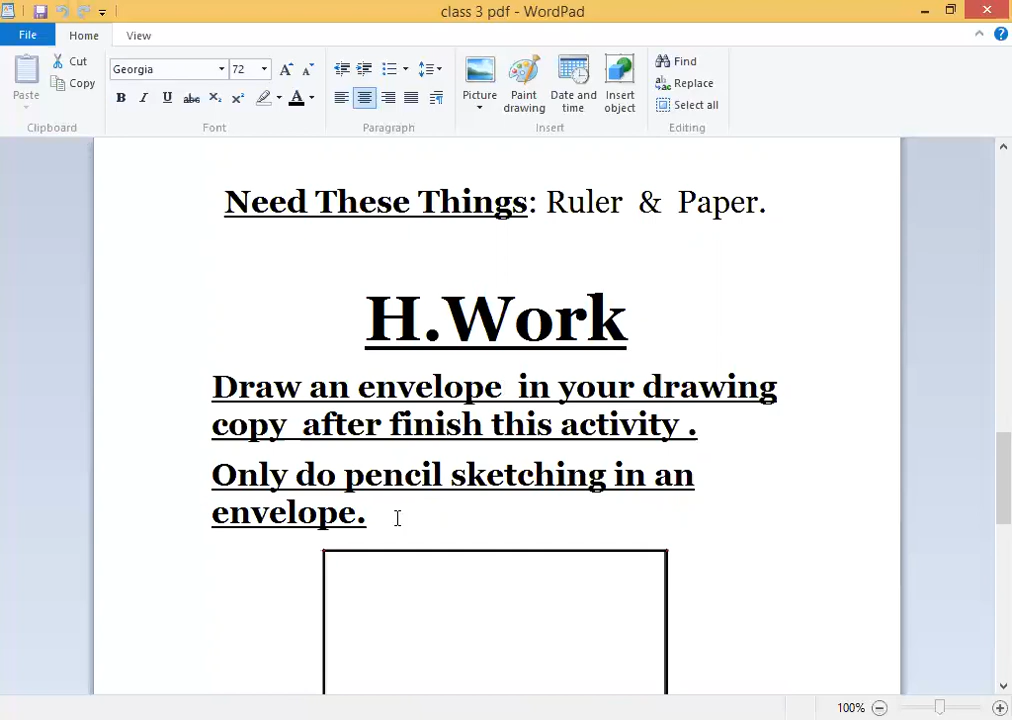 class 3 pdf - WordPad
File Home View
Cut
Copy
Paste
Clipboard
Georgia 72
B I U abc X₂ X² A
Font
Paragraph
Picture
Paint drawing
Date and time
Insert object
Insert
Find
Replace
Select all
Editing
Need These Things: Ruler & Paper.
H.Work
Draw an envelope in your drawing
copy after finish this activity .
Only do pencil sketching in an
envelope.
100%